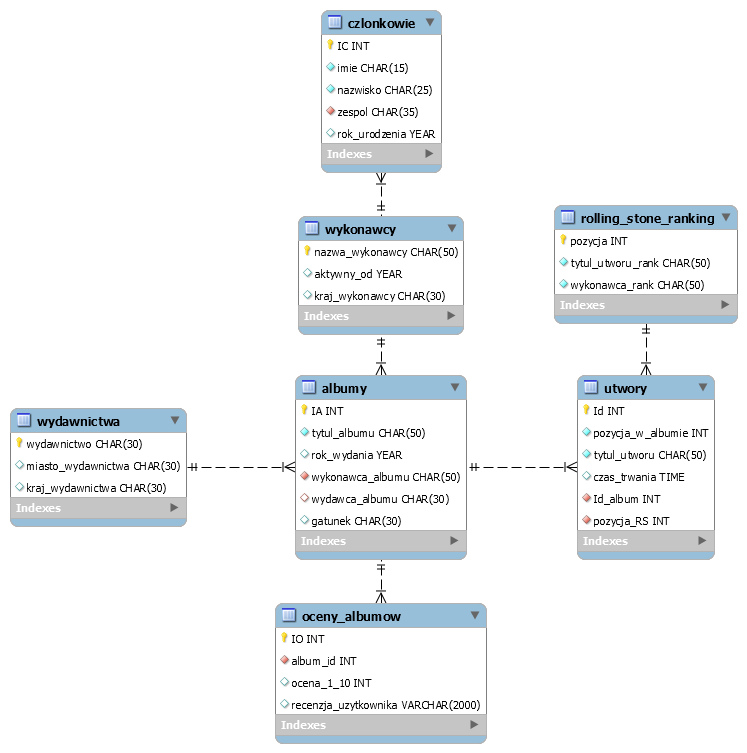 czlonkowie
IC INT
imie CHAR(15)
nazwisko CHAR(25)
zespol CHAR(35)
rok_urodzenia YEAR
Indexes
wykonawcy
nazwa_wykonawcy CHAR(50)
aktywny_od YEAR
kraj_wykonawcy CHAR(30)
Indexes
rolling_stone_ranking
pozycja INT
tytul_utworu_rank CHAR(50)
wykonawca_rank CHAR(50)
Indexes
wydawnictwa
wydawnictwo CHAR(30)
miasto_wydawnictwa CHAR(30)
kraj_wydawnictwa CHAR(30)
Indexes
albumy
IA INT
tytul_albumu CHAR(50)
rok_wydania YEAR
wykonawca_albumu CHAR(50)
wydawca_albumu CHAR(30)
gatunek CHAR(30)
Indexes
utwory
Id INT
pozycja_w_albumie INT
tytul_utworu CHAR(50)
czas_trwania TIME
Id_album INT
pozycja_RS INT
Indexes
oceny_albumow
IO INT
album_id INT
ocena_1_10 INT
recenzja_uzytkownika VARCHAR(2000)
Indexes